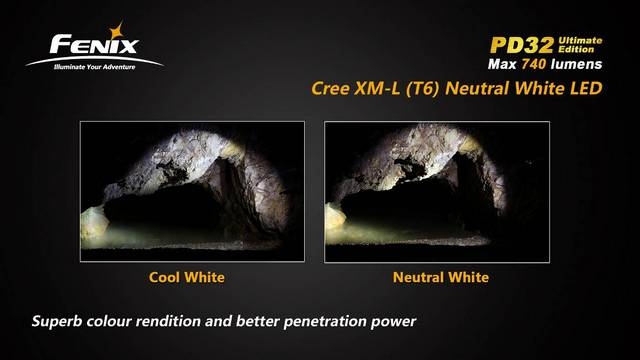 FENIX
Illuminate Your Adventure
PD32 Ultimate Edition
Max 740 lumens
Cree XM-L (T6) Neutral White LED
Cool White
Neutral White
Superb colour rendition and better penetration power